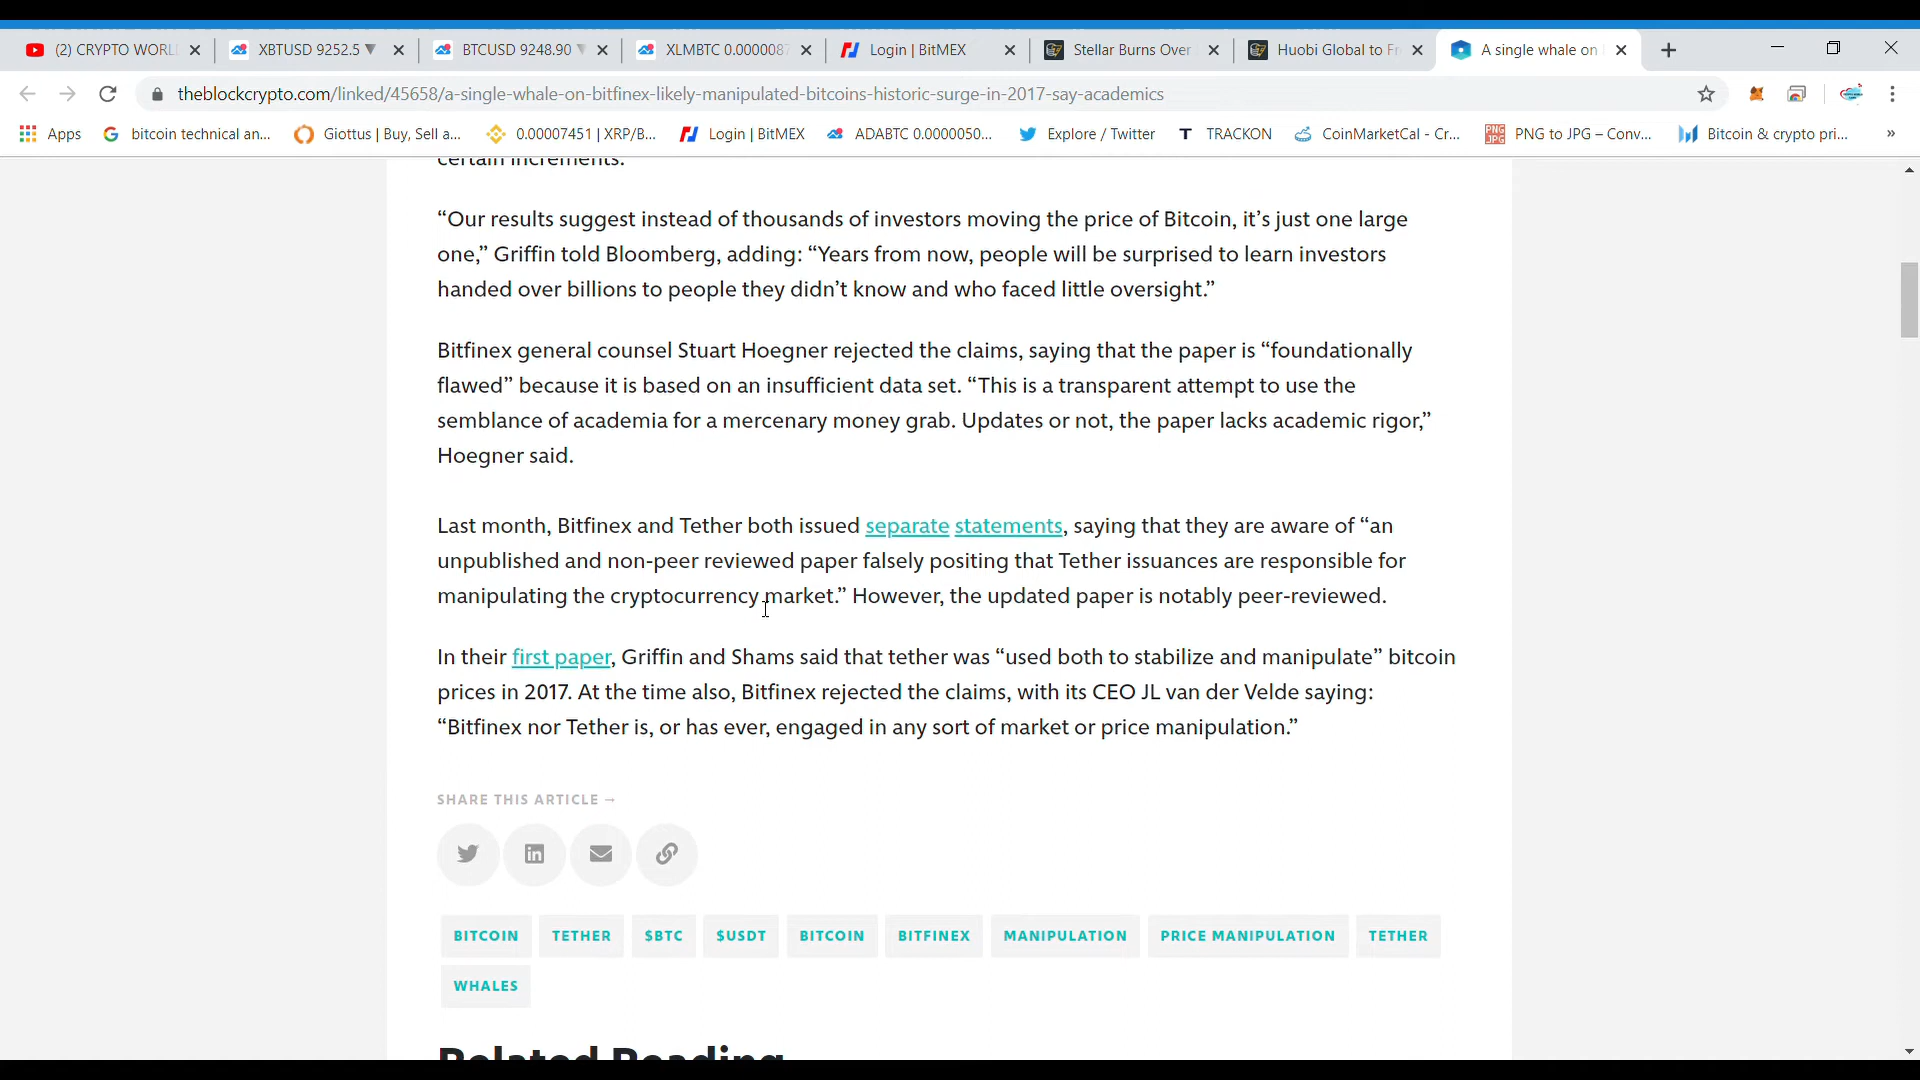 (2) CRYPTO WORL
XBTUSD 9252.5 ▼
BTCUSD 9248.90 ▼
XLMBTC 0.0000087
Login | BitMEX
Stellar Burns Over
Huobi Global to Fr
A single whale on
theblockcrypto.com/linked/45658/a-single-whale-on-bitfinex-likely-manipulated-bitcoins-historic-surge-in-2017-say-academics
Apps
bitcoin technical an...
Giottus | Buy, Sell a...
0.00007451 | XRP/B...
Login | BitMEX
ADABTC 0.0000050...
Explore / Twitter
T TRACKON
CoinMarketCal - Cr...
PNG to JPG – Conv...
Bitcoin & crypto pri...
»
certain increments.
“Our results suggest instead of thousands of investors moving the price of Bitcoin, it’s just one large
one,” Griffin told Bloomberg, adding: “Years from now, people will be surprised to learn investors
handed over billions to people they didn’t know and who faced little oversight.”
Bitfinex general counsel Stuart Hoegner rejected the claims, saying that the paper is “foundationally
flawed” because it is based on an insufficient data set. “This is a transparent attempt to use the
semblance of academia for a mercenary money grab. Updates or not, the paper lacks academic rigor,”
Hoegner said.
Last month, Bitfinex and Tether both issued separate statements, saying that they are aware of “an
unpublished and non-peer reviewed paper falsely positing that Tether issuances are responsible for
manipulating the cryptocurrency market.” However, the updated paper is notably peer-reviewed.
In their first paper, Griffin and Shams said that tether was “used both to stabilize and manipulate” bitcoin
prices in 2017. At the time also, Bitfinex rejected the claims, with its CEO JL van der Velde saying:
“Bitfinex nor Tether is, or has ever, engaged in any sort of market or price manipulation.”
SHARE THIS ARTICLE →
BITCOIN TETHER $BTC $USDT BITCOIN BITFINEX MANIPULATION PRICE MANIPULATION TETHER
WHALES
Related Reading